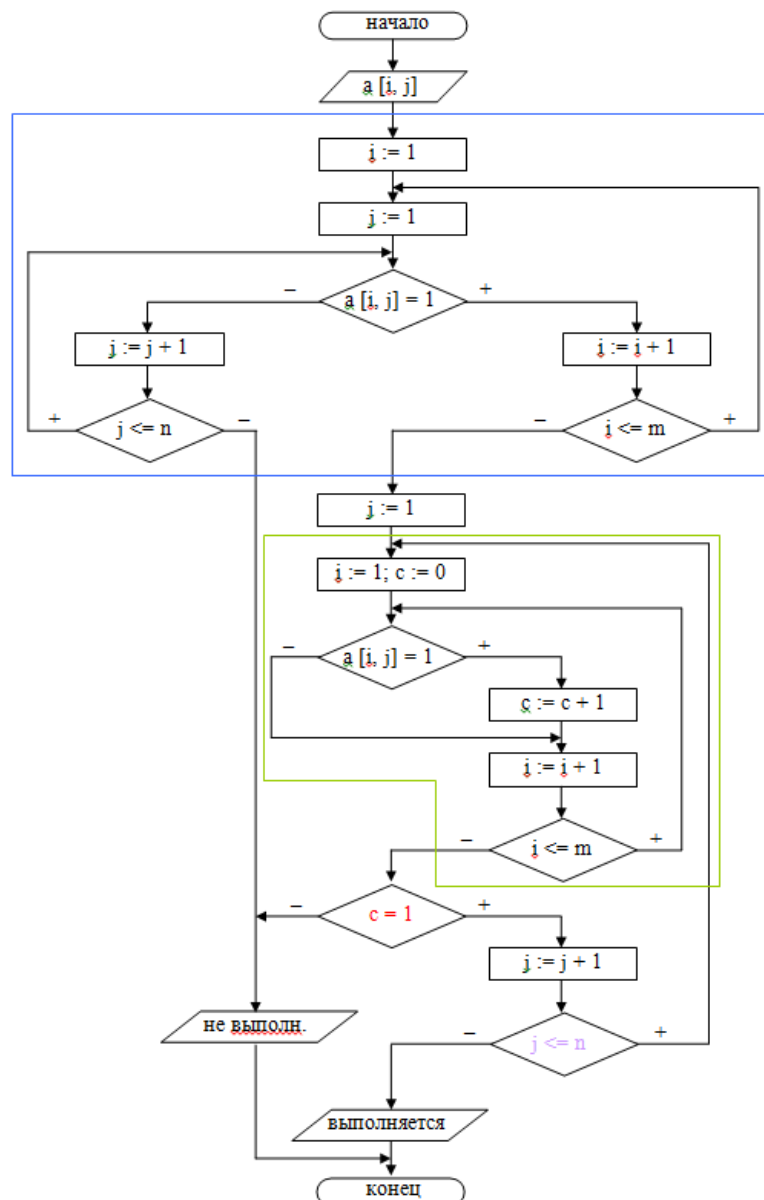 начало
a [i, j]
i := 1
j := 1
a [i, j] = 1
–
+
j := j + 1
i := i + 1
j <= n
+
–
i <= m
–
+
j := 1
i := 1; c := 0
a [i, j] = 1
–
+
c := c + 1
i := i + 1
i <= m
–
+
c = 1
–
+
j := j + 1
не выполн.
j <= n
–
+
выполняется
конец